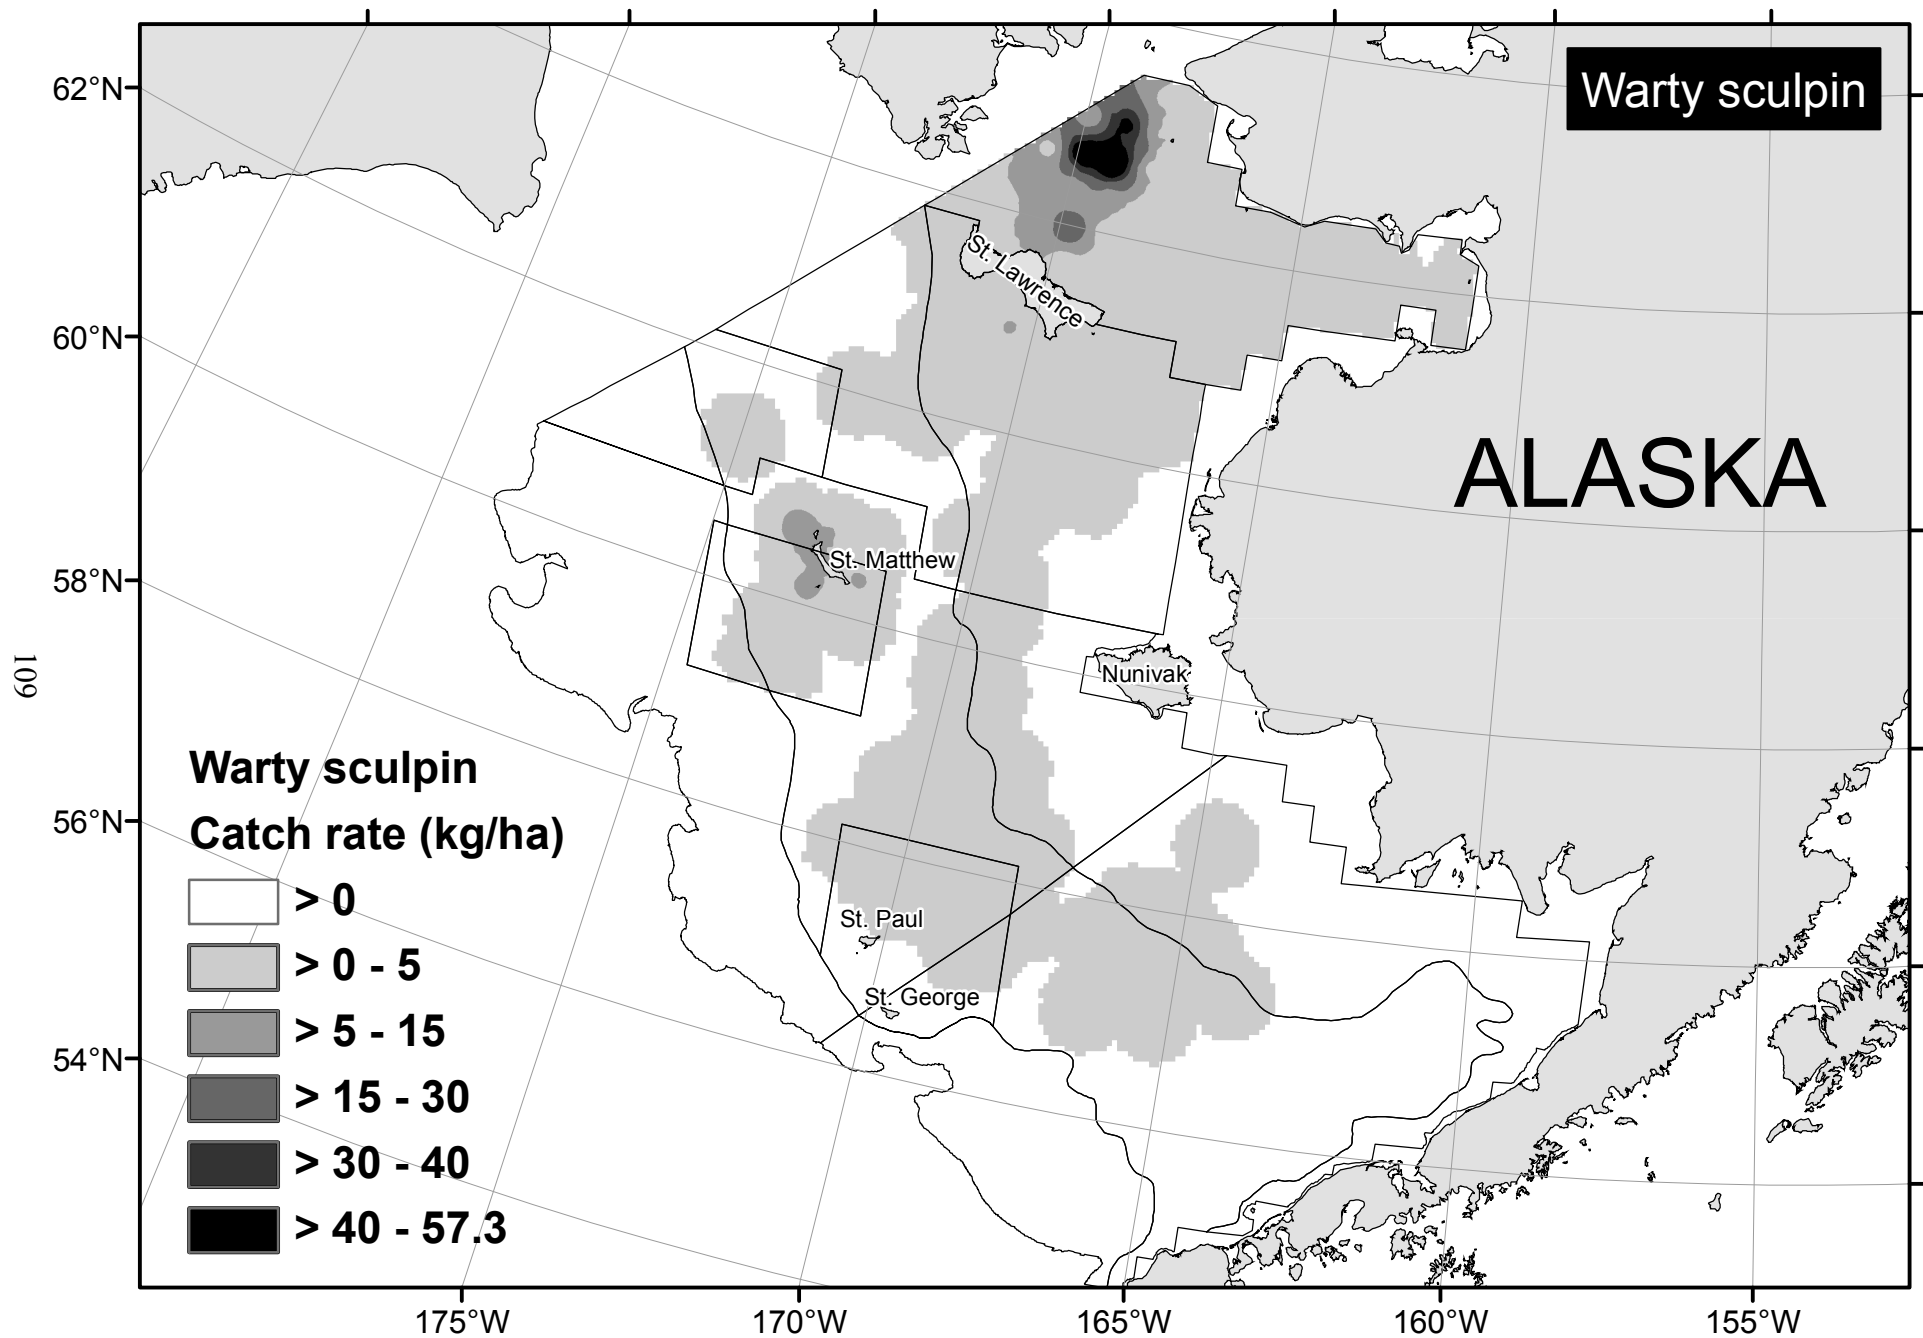 Warty sculpin
62°N
60°N
58°N
56°N
54°N
St. Lawrence
ALASKA
St. Matthew
Nunivak
St. Paul
St. George
109
Warty sculpin
Catch rate (kg/ha)
> 0
> 0 - 5
> 5 - 15
> 15 - 30
> 30 - 40
> 40 - 57.3
175°W
170°W
165°W
160°W
155°W